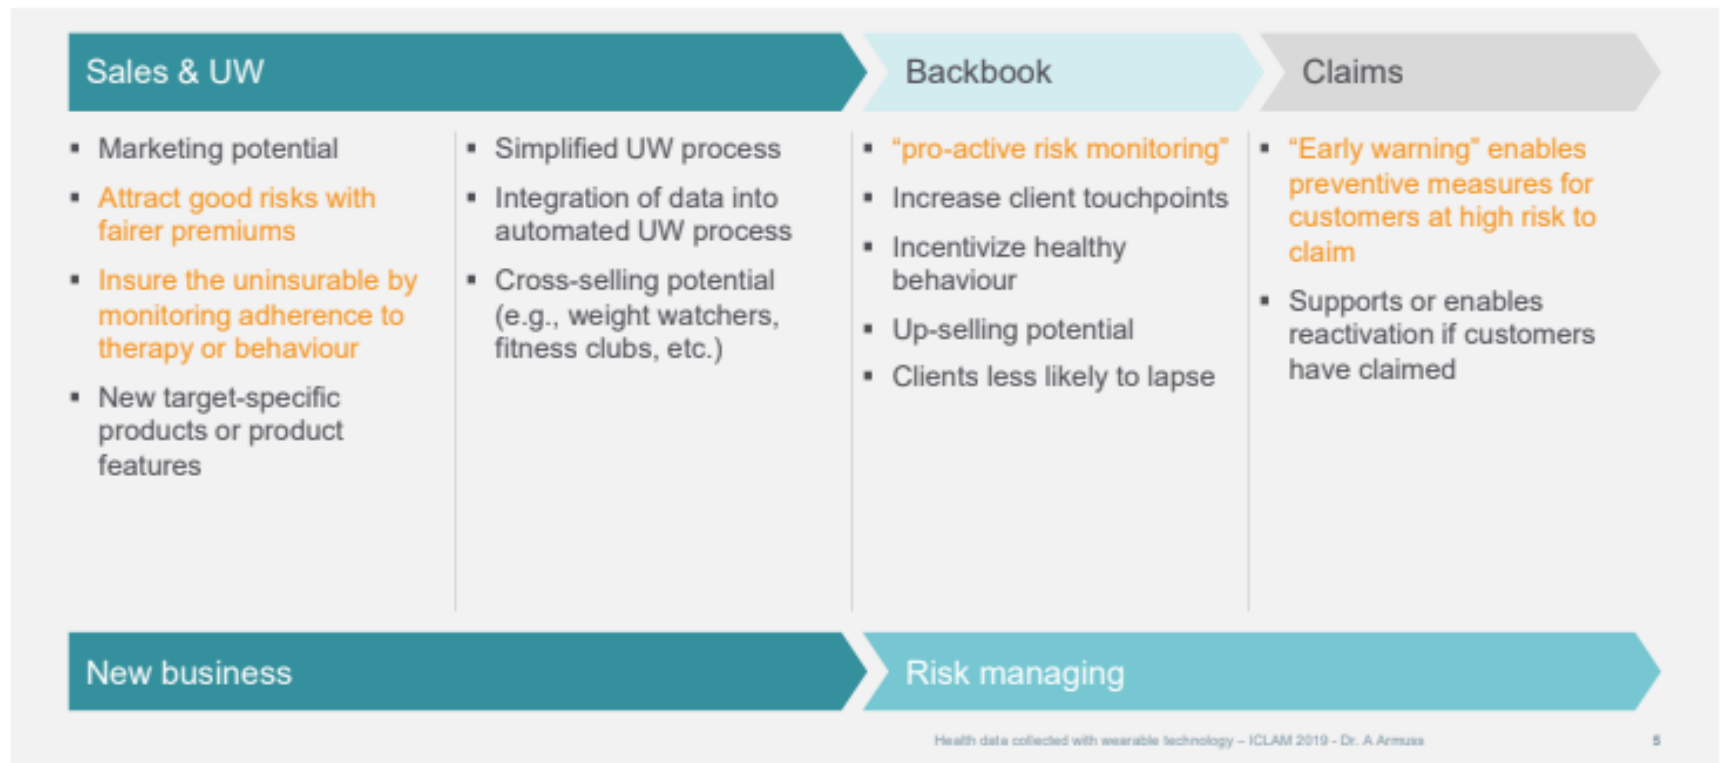 Sales & UW
Backbook
Claims
▪ Marketing potential
▪ Attract good risks with
fairer premiums
▪ Insure the uninsurable by
monitoring adherence to
therapy or behaviour
▪ New target-specific
products or product
features
▪ Simplified UW process
▪ Integration of data into
automated UW process
▪ Cross-selling potential
(e.g., weight watchers,
fitness clubs, etc.)
▪ “pro-active risk monitoring”
▪ Increase client touchpoints
▪ Incentivize healthy
behaviour
▪ Up-selling potential
▪ Clients less likely to lapse
▪ “Early warning” enables
preventive measures for
customers at high risk to
claim
▪ Supports or enables
reactivation if customers
have claimed
New business
Risk managing
Health data collected with wearable technology – ICLAM 2019 - Dr. A Armuss
5